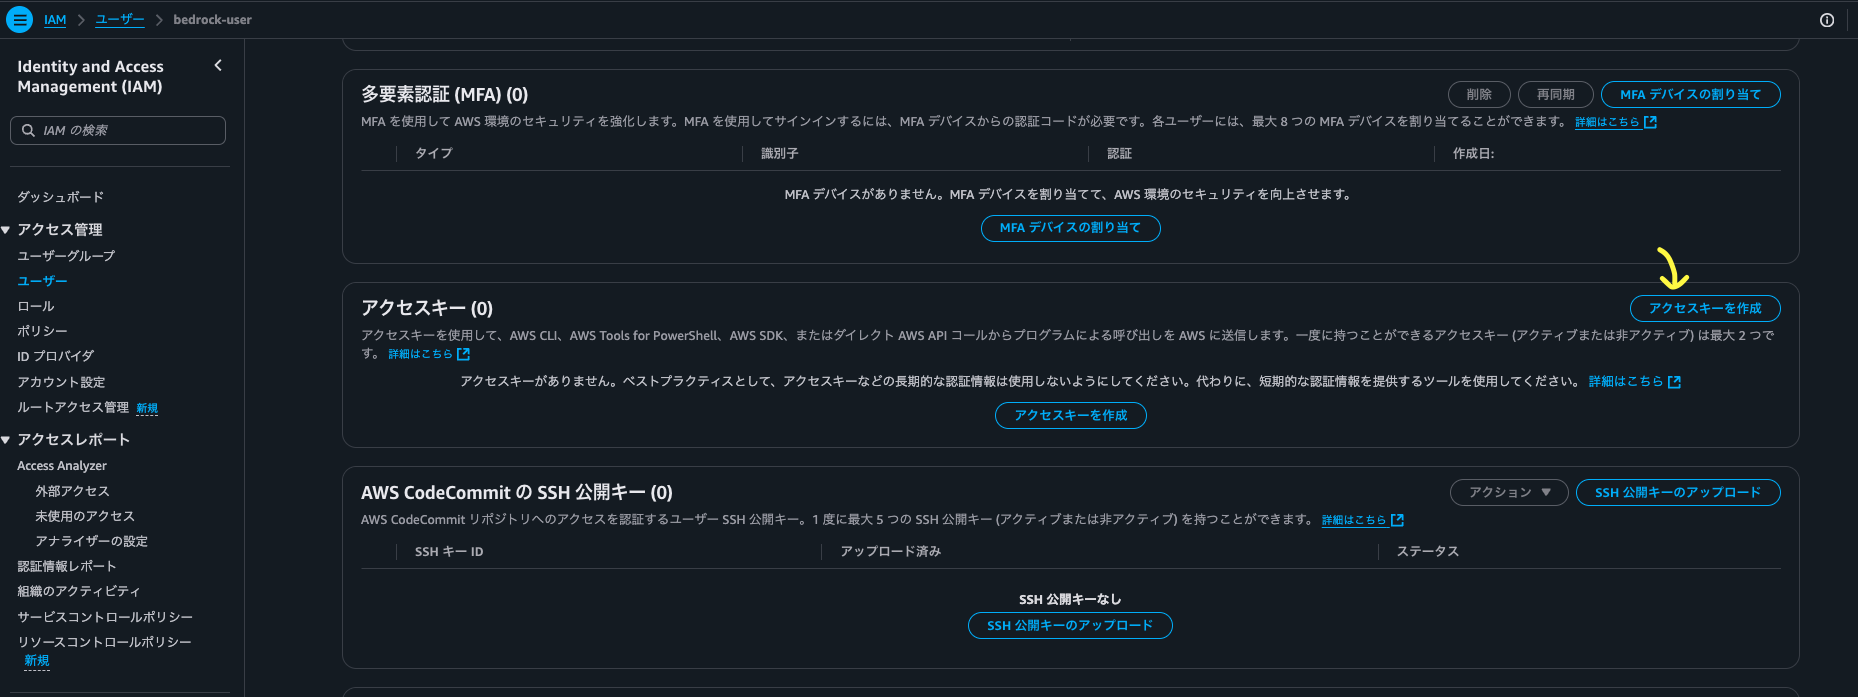 IAM > ユーザー > bedrock-user
Identity and Access
Management (IAM)
IAM の検索
ダッシュボード
アクセス管理
ユーザーグループ
ユーザー
ロール
ポリシー
ID プロバイダ
アカウント設定
ルートアクセス管理 新規
アクセスレポート
Access Analyzer
外部アクセス
未使用のアクセス
アナライザーの設定
認証情報レポート
組織のアクティビティ
サービスコントロールポリシー
リソースコントロールポリシー
新規
多要素認証 (MFA) (0)
削除 再同期 MFA デバイスの割り当て
MFA を使用して AWS 環境のセキュリティを強化します。MFA を使用してサインインするには、MFA デバイスからの認証コードが必要です。各ユーザーには、最大 8 つの MFA デバイスを割り当てることができます。 詳細はこちら
タイプ 識別子 認証 作成日:
MFA デバイスがありません。MFA デバイスを割り当てて、AWS 環境のセキュリティを向上させます。
MFA デバイスの割り当て
アクセスキー (0)
アクセスキーを作成
アクセスキーを使用して、AWS CLI、AWS Tools for PowerShell、AWS SDK、またはダイレクト AWS API コールからプログラムによる呼び出しを AWS に送信します。一度に持つことができるアクセスキー (アクティブまたは非アクティブ) は最大 2 つで
す。 詳細はこちら
アクセスキーがありません。ベストプラクティスとして、アクセスキーなどの長期的な認証情報は使用しないようにしてください。代わりに、短期的な認証情報を提供するツールを使用してください。 詳細はこちら
アクセスキーを作成
AWS CodeCommit の SSH 公開キー (0)
アクション ▼ SSH 公開キーのアップロード
AWS CodeCommit リポジトリへのアクセスを認証するユーザー SSH 公開キー。1 度に最大 5 つの SSH 公開キー (アクティブまたは非アクティブ) を持つことができます。 詳細はこちら
SSH キー ID アップロード済み ステータス
SSH 公開キーなし
SSH 公開キーのアップロード